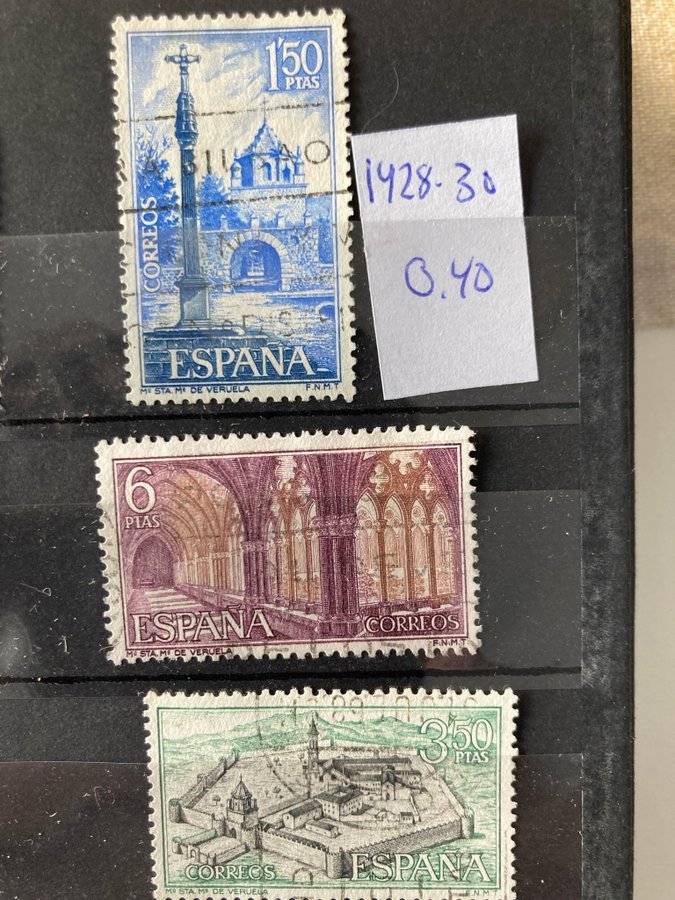 1'50
PTAS
CORREOS
ESPAÑA
Mº STA. Mª DE VERUELA
F.N.M.T
1428-30
0.40
6
PTAS
ESPAÑA
CORREOS
Mº STA. Mª DE VERUELA
F.N.M.T
3'50
PTAS
CORREOS
ESPAÑA
Mº STA. Mª DE VERUELA
F.N.M.T